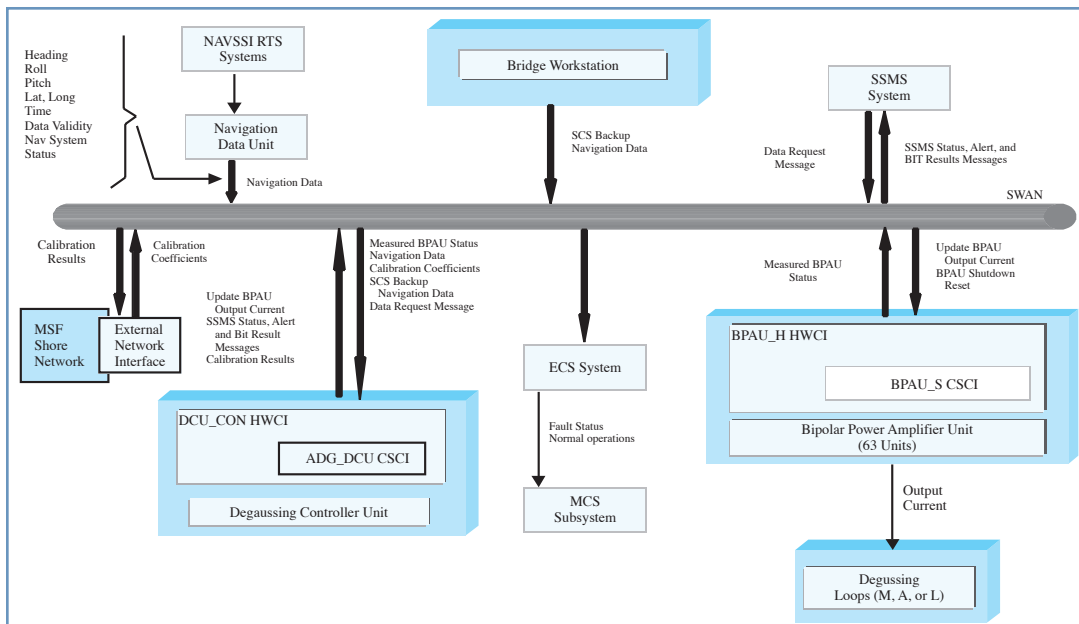 Heading
Roll
Pitch
Lat, Long
Time
Data Validity
Nav System
Status
NAVSSI RTS
Systems
Navigation
Data Unit
Navigation Data
Bridge Workstation
SCS Backup
Navigation Data
SSMS
System
Data Request
Message
SSMS Status, Alert, and
BIT Results Messages
SWAN
Calibration
Results
Calibration
Coefficients
MSF
Shore
Network
External
Network
Interface
Update BPAU
Output Current
SSMS Status, Alert
and Bit Result
Messages
Calibration Results
Measured BPAU Status
Navigation Data
Calibration Coefficients
SCS Backup
Navigation Data
Data Request Message
DCU_CON HWCI
ADG_DCU CSCI
Degaussing Controller Unit
ECS System
Fault Status
Normal operations
MCS
Subsystem
Measured BPAU
Status
Update BPAU
Output Current
BPAU Shutdown
Reset
BPAU_H HWCI
BPAU_S CSCI
Bipolar Power Amplifier Unit
(63 Units)
Output
Current
Degussing
Loops (M, A, or L)